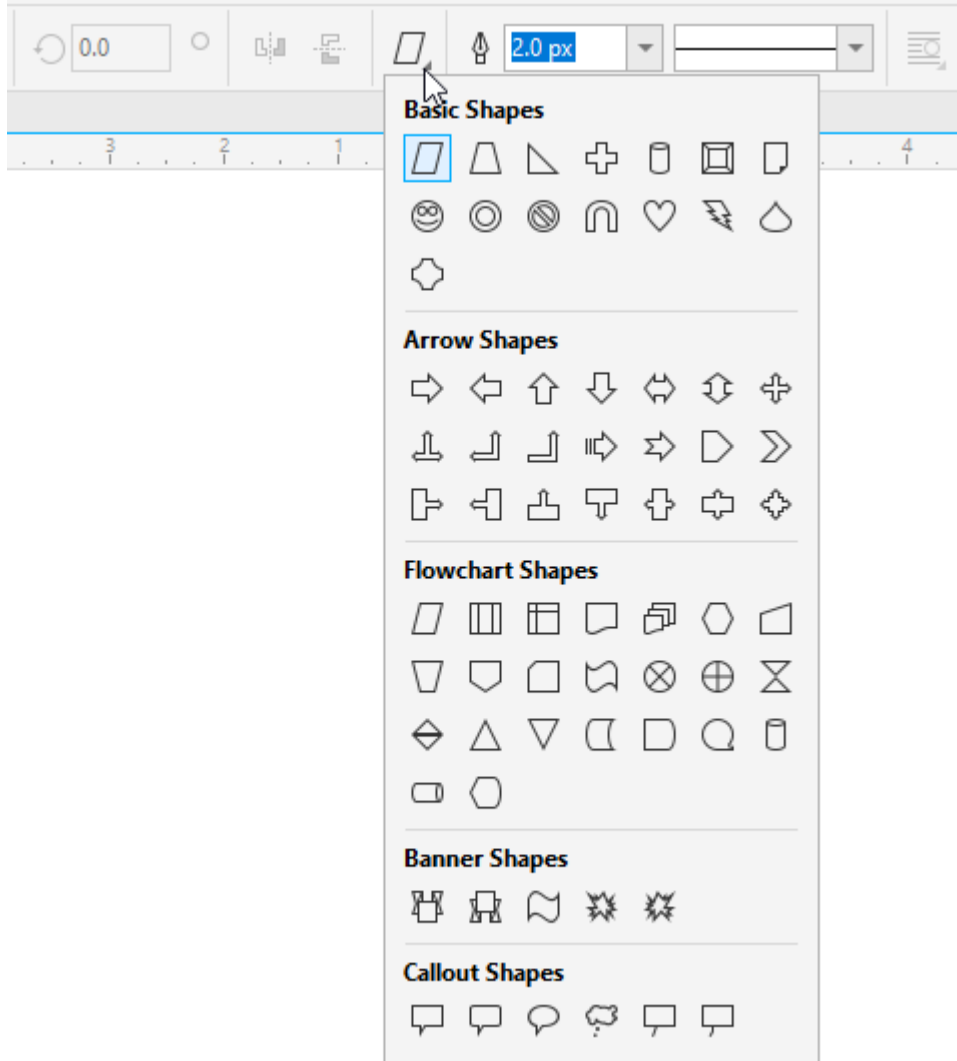 0.0
2.0 px
Basic Shapes
3 2 1 4
Arrow Shapes
Flowchart Shapes
Banner Shapes
Callout Shapes